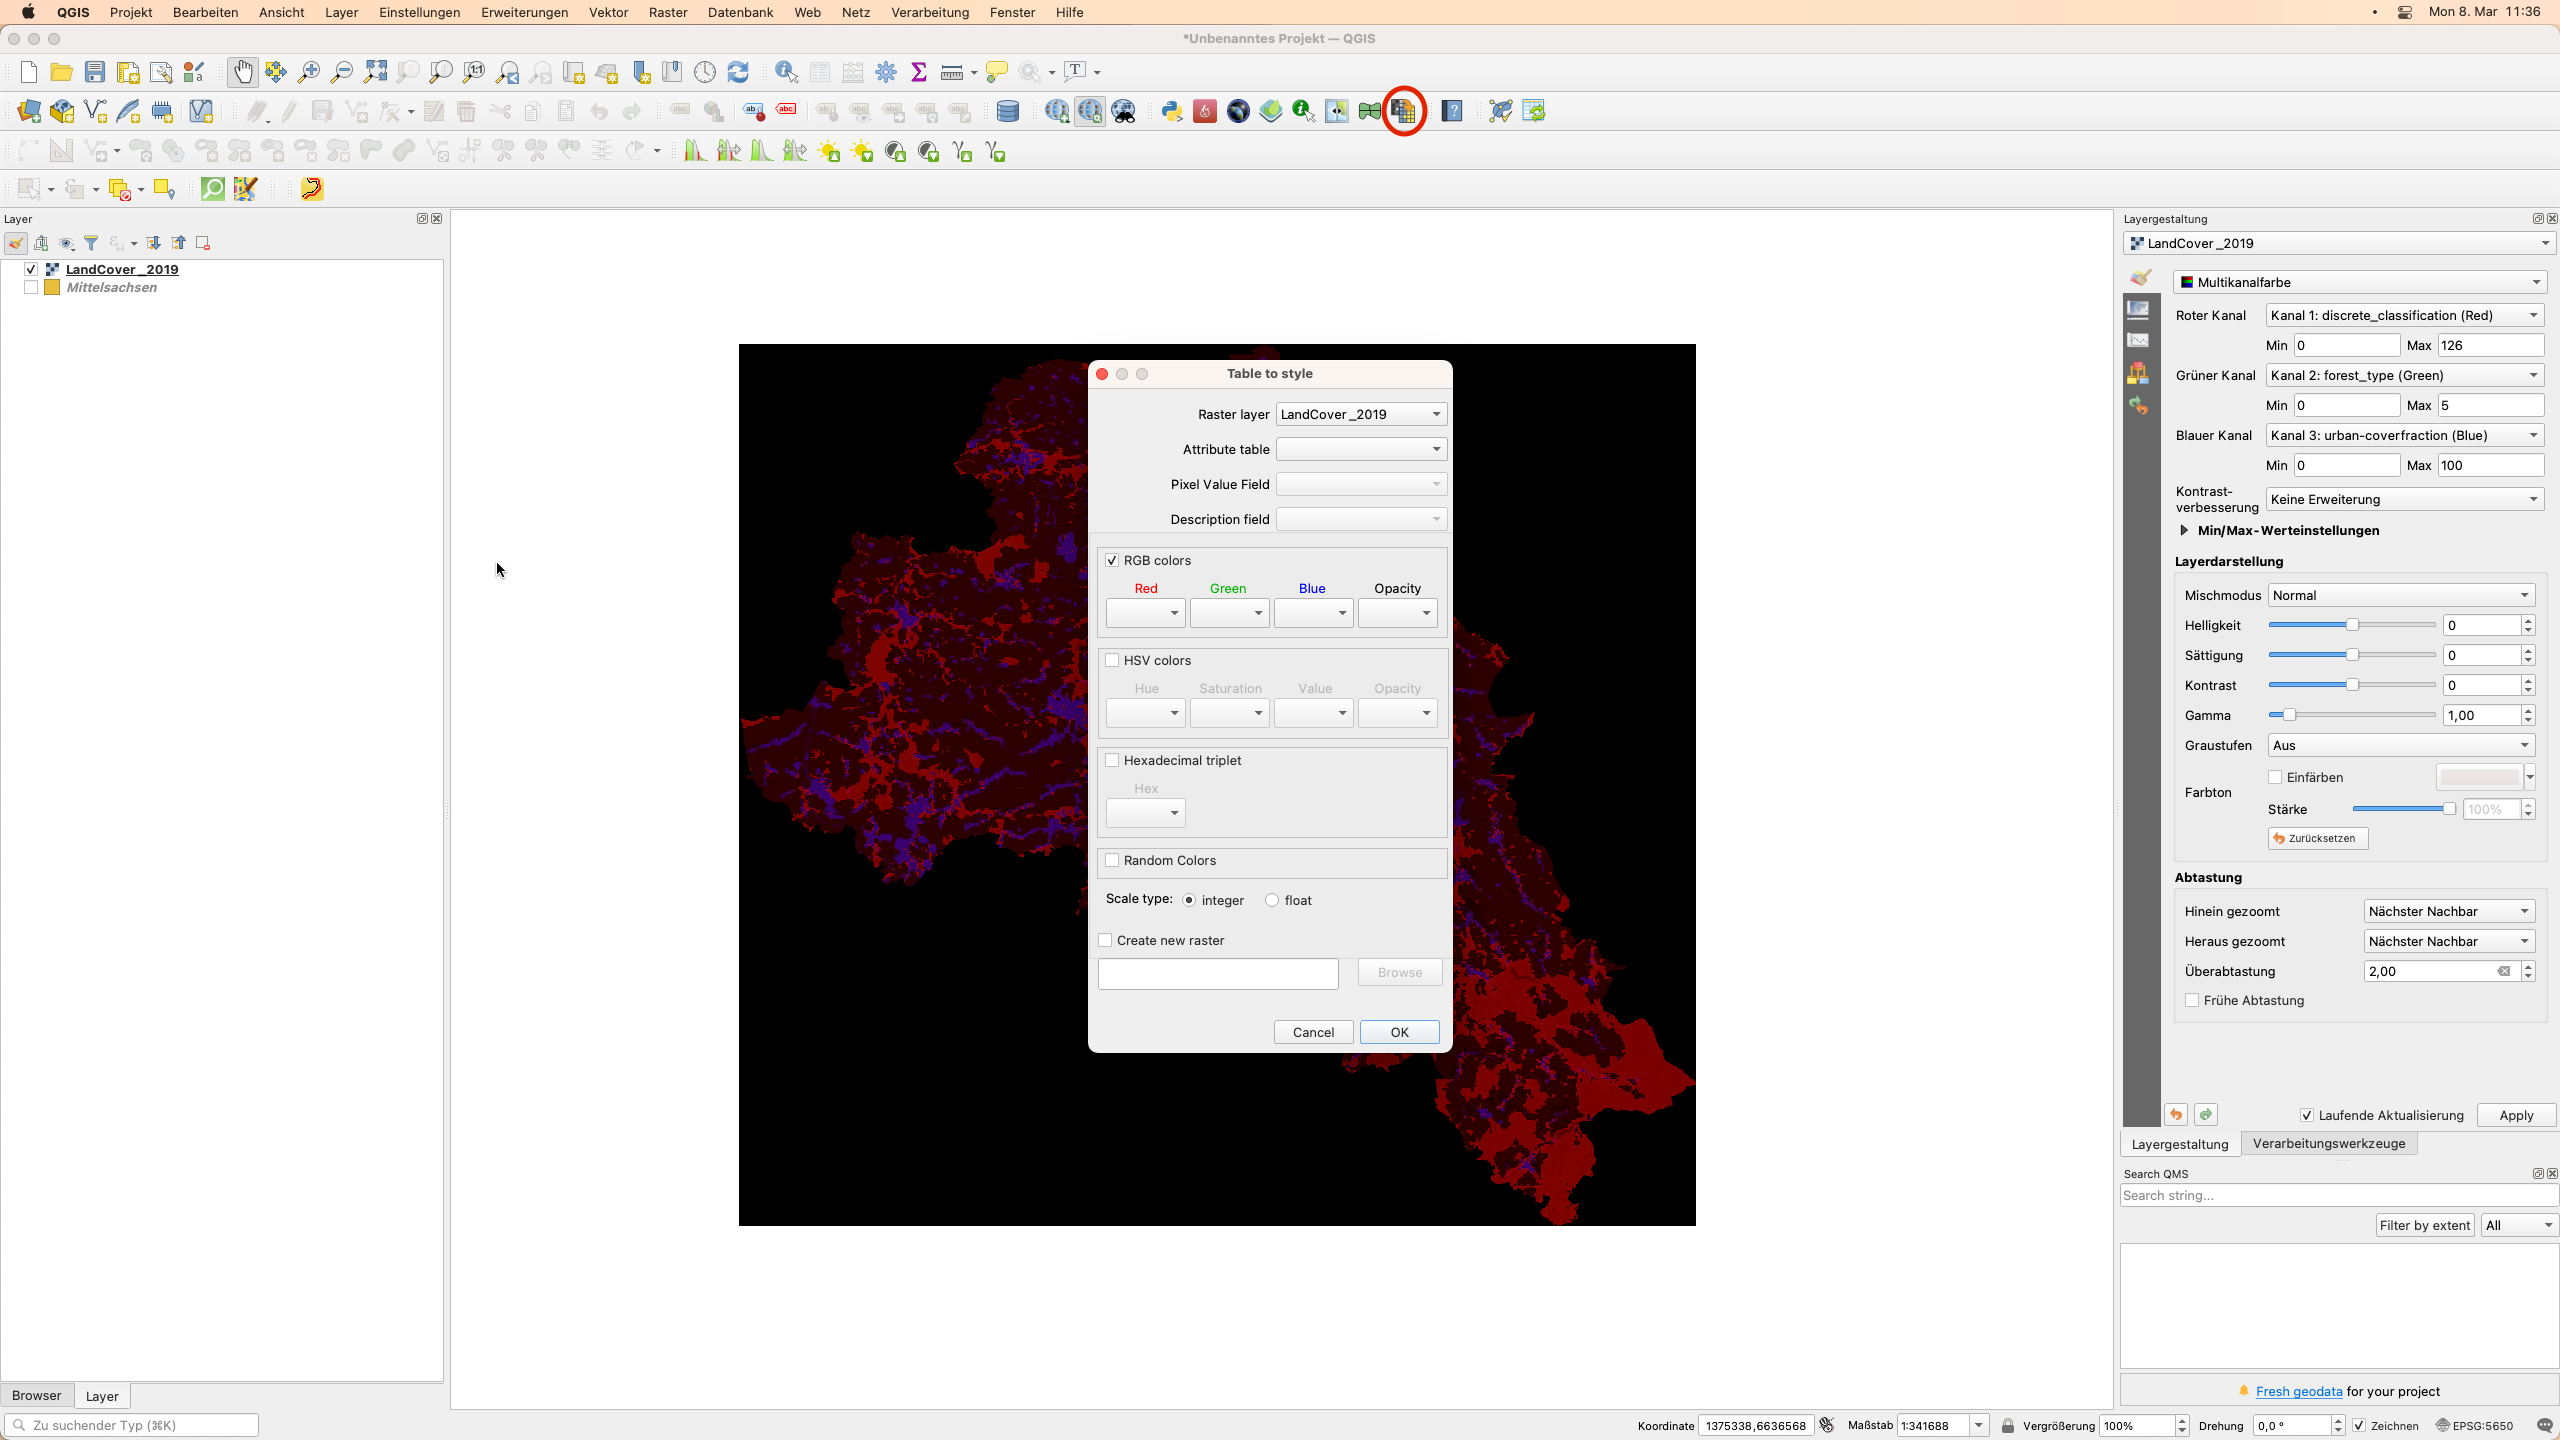 QGIS Projekt Bearbeiten Ansicht Layer Einstellungen Erweiterungen Vektor Raster Datenbank Web Netz Verarbeitung Fenster Hilfe Mon 8. Mar 11:36
*Unbenanntes Projekt — QGIS
Layer
LandCover_2019
Mittelsachsen
Browser
Layer
Zu suchender Typ (⌘K)
Table to style
Raster layer LandCover_2019
Attribute table
Pixel Value Field
Description field
RGB colors
Red Green Blue Opacity
HSV colors
Hue Saturation Value Opacity
Hexadecimal triplet
Hex
Random Colors
Scale type: integer float
Create new raster
Browse
Cancel OK
Layergestaltung
LandCover_2019
Multikanalfarbe
Roter Kanal Kanal 1: discrete_classification (Red)
Min 0 Max 126
Grüner Kanal Kanal 2: forest_type (Green)
Min 0 Max 5
Blauer Kanal Kanal 3: urban-coverfraction (Blue)
Min 0 Max 100
Kontrast-
verbesserung Keine Erweiterung
Min/Max-Werteinstellungen
Layerdarstellung
Mischmodus Normal
Helligkeit 0
Sättigung 0
Kontrast 0
Gamma 1,00
Graustufen Aus
Einfärben
Farbton
Stärke 100%
Zurücksetzen
Abtastung
Hinein gezoomt Nächster Nachbar
Heraus gezoomt Nächster Nachbar
Überabtastung 2,00
Frühe Abtastung
Laufende Aktualisierung Apply
Layergestaltung Verarbeitungswerkzeuge
Search QMS
Search string...
Filter by extent All
Fresh geodata for your project
Koordinate 1375338,6636568 Maßstab 1:341688 Vergrößerung 100% Drehung 0,0 ° Zeichnen EPSG:5650